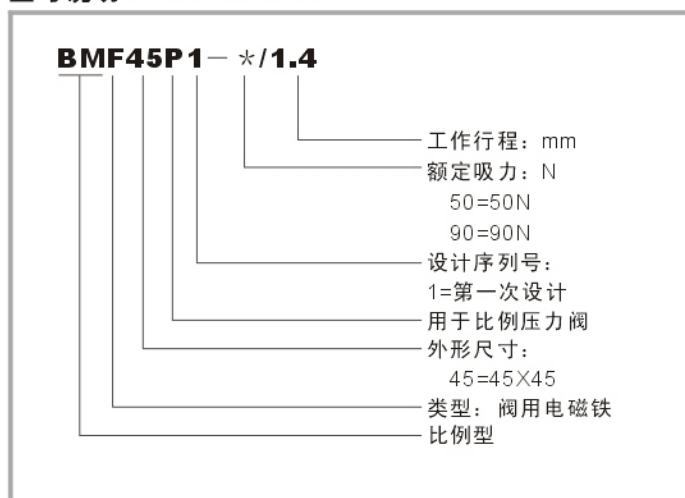 BMF45P1－＊/1.4
工作行程：mm
额定吸力：N
50=50N
90=90N
设计序列号：
1=第一次设计
用于比例压力阀
外形尺寸：
45=45X45
类型：阀用电磁铁
比例型